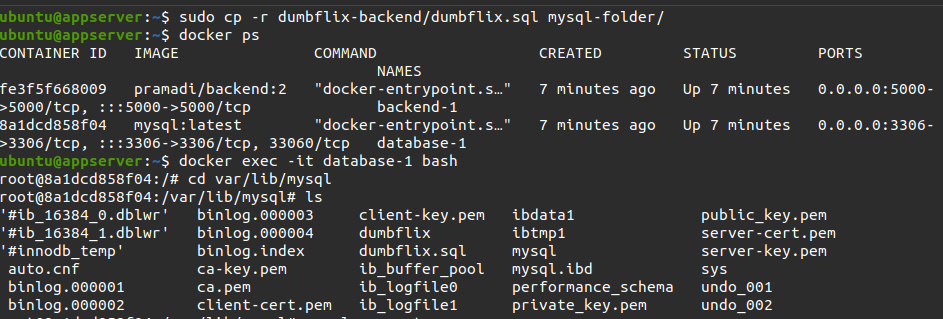 ubuntu@appserver:~$ sudo cp -r dumbflix-backend/dumbflix.sql mysql-folder/
ubuntu@appserver:~$ docker ps
CONTAINER ID   IMAGE               COMMAND                  CREATED         STATUS         PORTS
                                    NAMES
fe3f5f668009   pramadi/backend:2   "docker-entrypoint.s…"   7 minutes ago   Up 7 minutes   0.0.0.0:5000-
>5000/tcp, :::5000->5000/tcp              backend-1
8a1dcd858f04   mysql:latest        "docker-entrypoint.s…"   7 minutes ago   Up 7 minutes   0.0.0.0:3306-
>3306/tcp, :::3306->3306/tcp, 33060/tcp   database-1
ubuntu@appserver:~$ docker exec -it database-1 bash
root@8a1dcd858f04:/# cd var/lib/mysql
root@8a1dcd858f04:/var/lib/mysql# ls
'#ib_16384_0.dblwr'   binlog.000003     client-key.pem   ibdata1              public_key.pem
'#ib_16384_1.dblwr'   binlog.000004     dumbflix         ibtmp1               server-cert.pem
'#innodb_temp'        binlog.index      dumbflix.sql     mysql                server-key.pem
 auto.cnf             ca-key.pem        ib_buffer_pool   mysql.ibd            sys
 binlog.000001        ca.pem            ib_logfile0      performance_schema   undo_001
 binlog.000002        client-cert.pem   ib_logfile1      private_key.pem      undo_002